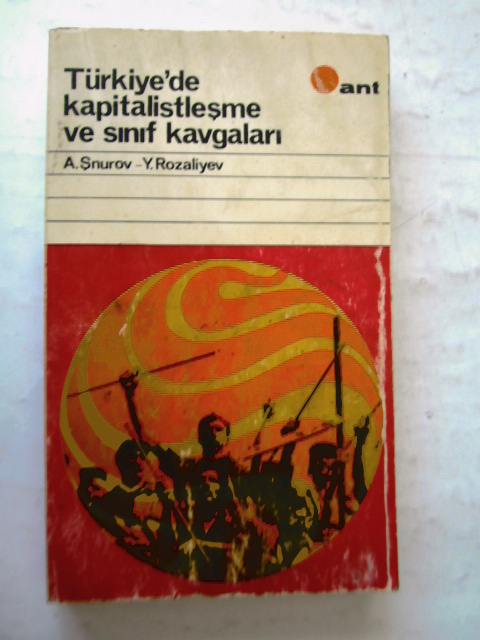 Türkiye'de
kapitalistleşme
ve sınıf kavgaları
ant
A.Şnurov -Y.Rozaliyev